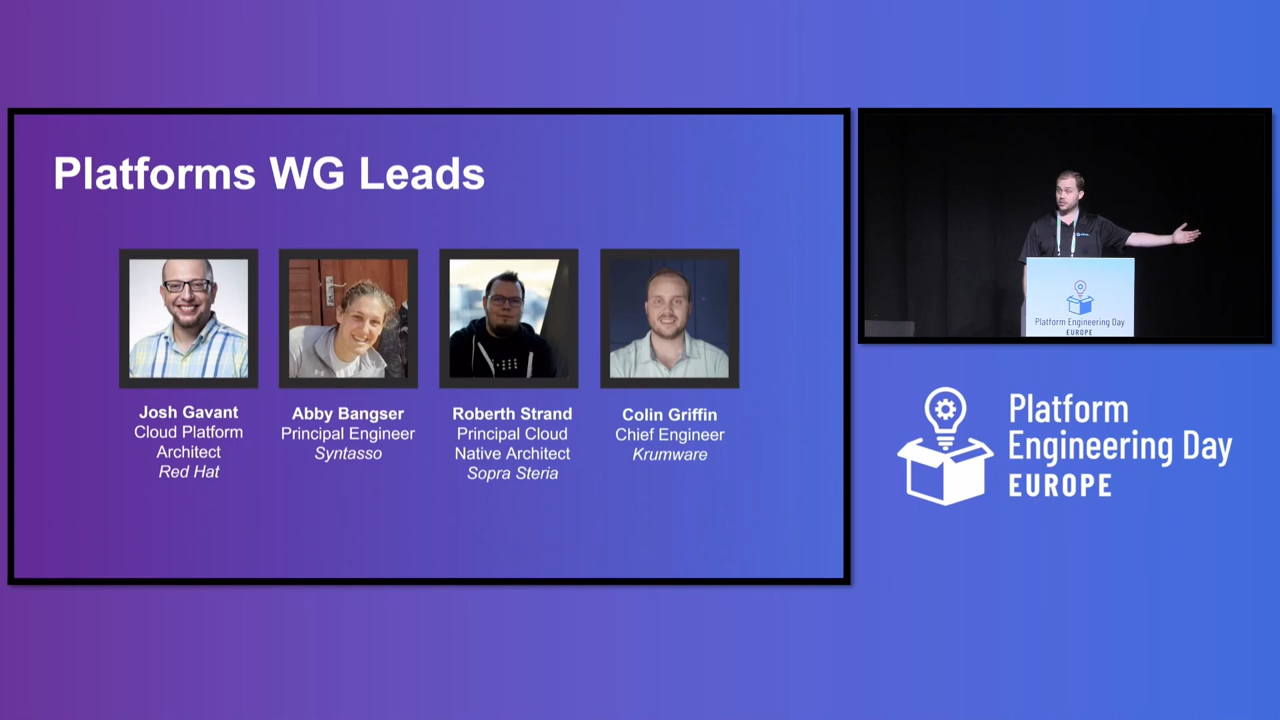 Platforms WG Leads
Josh Gavant
Cloud Platform
Architect
Red Hat
Abby Bangser
Principal Engineer
Syntasso
Roberth Strand
Principal Cloud
Native Architect
Sopra Steria
Colin Griffin
Chief Engineer
Krumware
Platform Engineering Day
EUROPE
Platform
Engineering Day
EUROPE